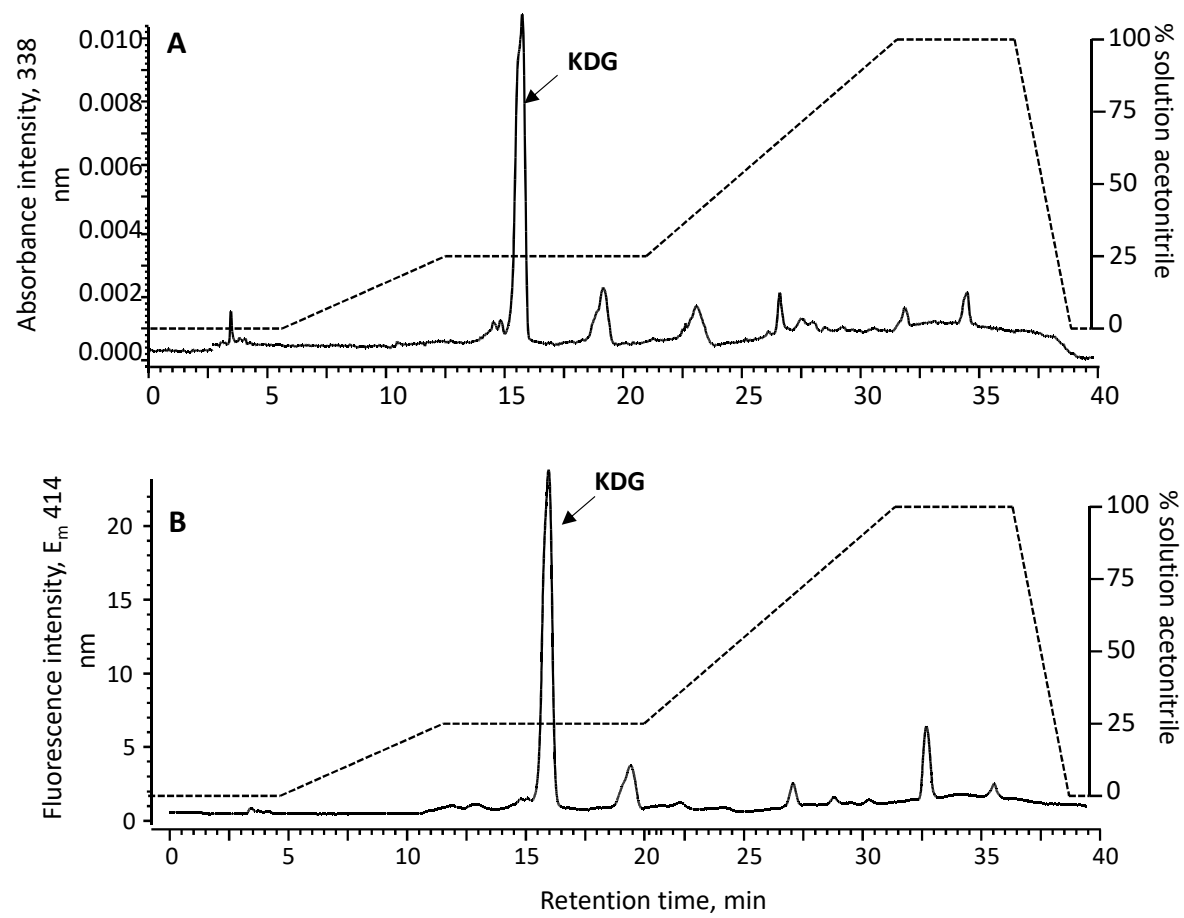 A
KDG
Absorbance intensity, 338
nm
0.010
0.008
0.006
0.004
0.002
0.000
100
75
50
25
0
% solution acetonitrile
0 5 10 15 20 25 30 35 40
B
KDG
Fluorescence intensity, Em 414
nm
20
15
10
5
0
100
75
50
25
0
% solution acetonitrile
0 5 10 15 20 25 30 35 40
Retention time, min